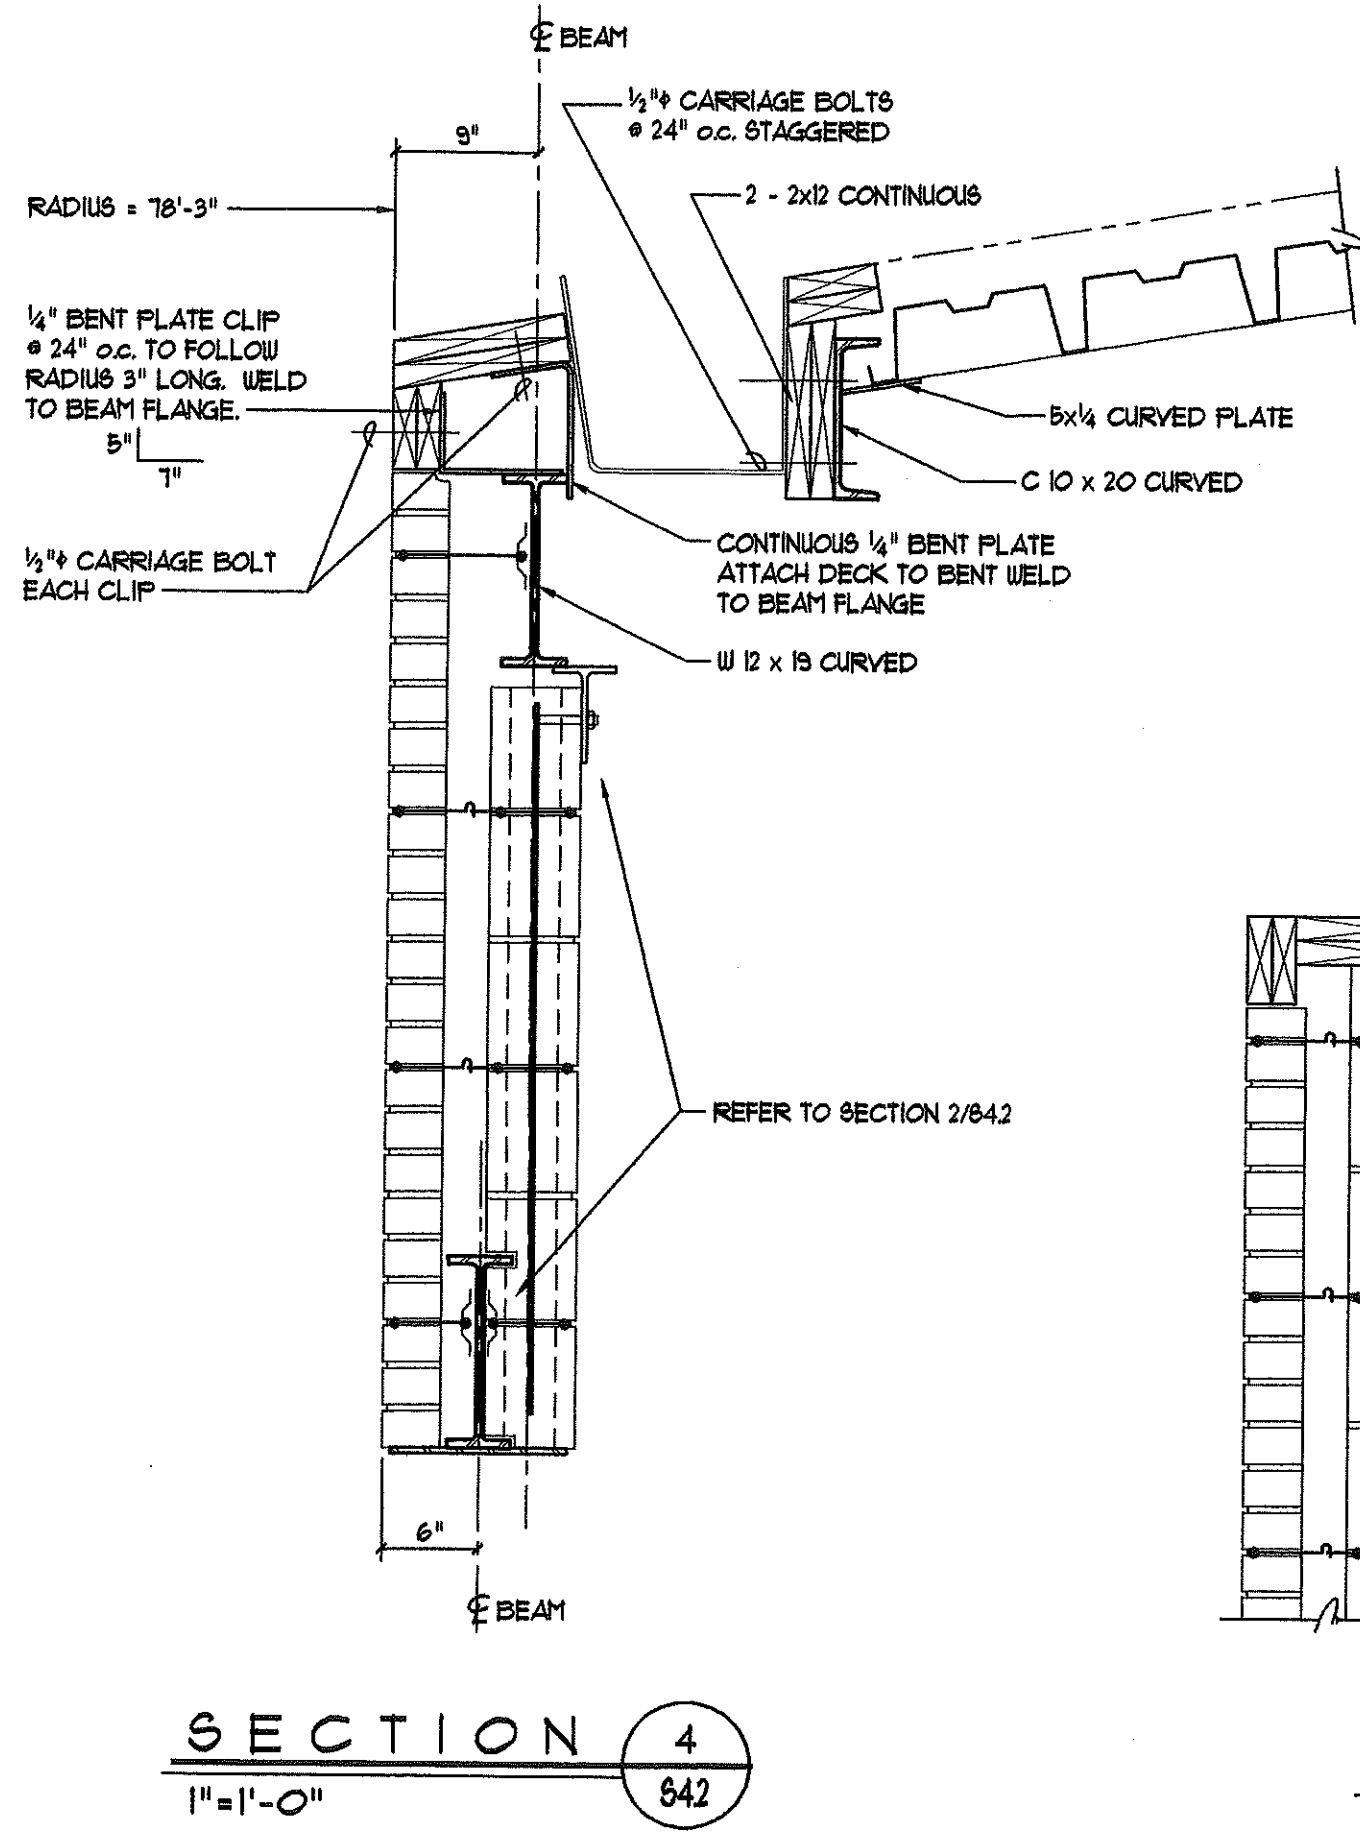 ℄ BEAM
½"ϕ CARRIAGE BOLTS
@ 24" o.c. STAGGERED
9"
RADIUS = 78'-3"
2 - 2x12 CONTINUOUS
¼" BENT PLATE CLIP
@ 24" o.c. TO FOLLOW
RADIUS 3" LONG. WELD
TO BEAM FLANGE.
5"
7"
5x¼ CURVED PLATE
C 10 x 20 CURVED
½"ϕ CARRIAGE BOLT
EACH CLIP
CONTINUOUS ¼" BENT PLATE
ATTACH DECK TO BENT WELD
TO BEAM FLANGE
W 12 x 19 CURVED
REFER TO SECTION 2/S4.2
6"
℄ BEAM
SECTION
4
S4.2
1"=1'-0"